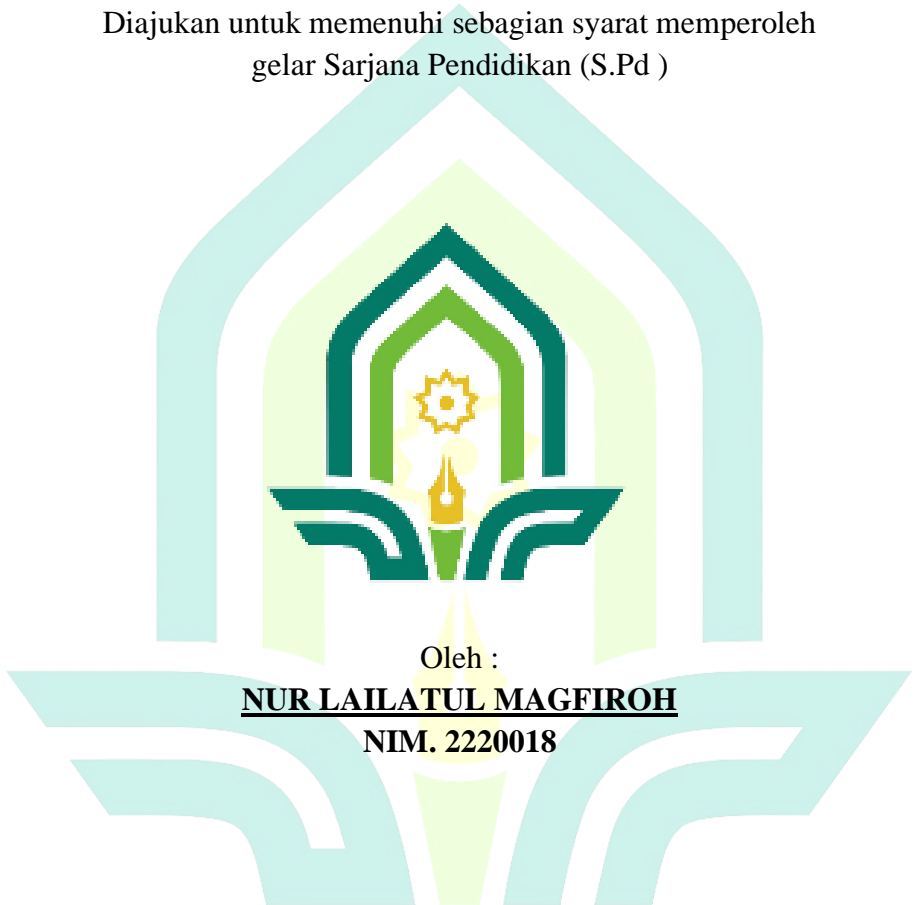 Diajukan untuk memenuhi sebagian syarat memperoleh
gelar Sarjana Pendidikan (S.Pd )
Oleh :
NUR LAILATUL MAGFIROH
NIM. 2220018